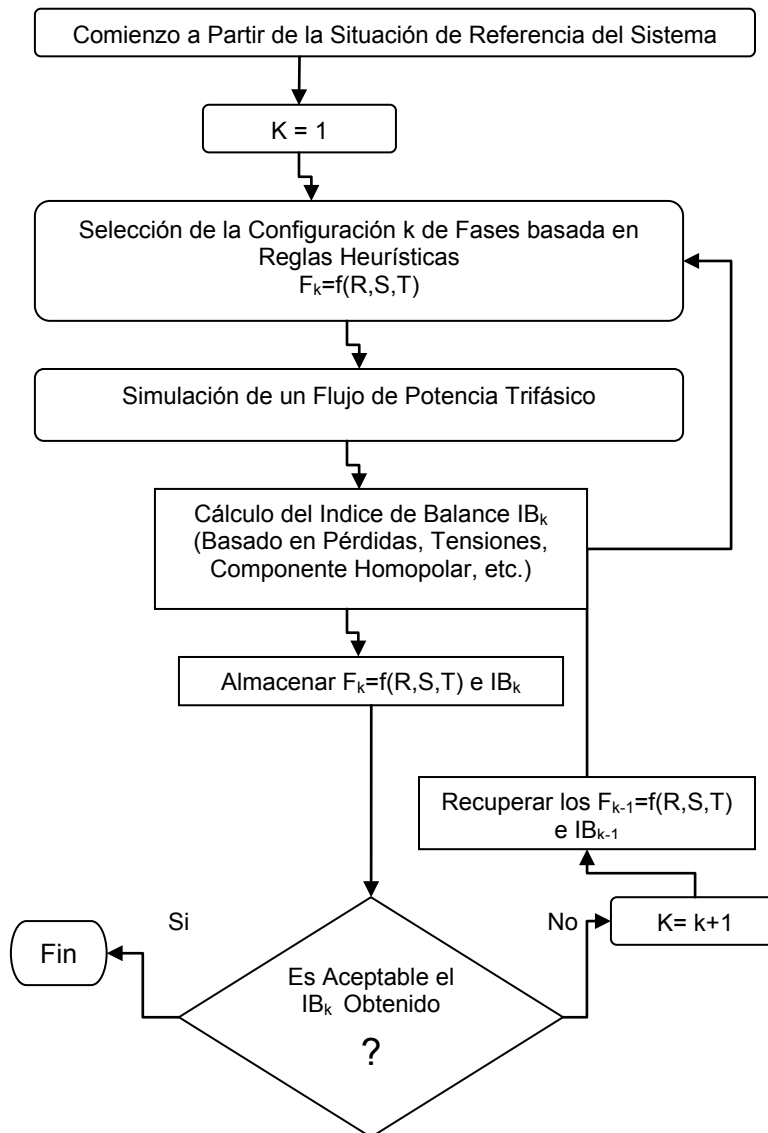 Comienzo a Partir de la Situación de Referencia del Sistema
K = 1
Selección de la Configuración k de Fases basada en
Reglas Heurísticas
Fₖ=f(R,S,T)
Simulación de un Flujo de Potencia Trifásico
Cálculo del Indice de Balance IBₖ
(Basado en Pérdidas, Tensiones,
Componente Homopolar, etc.)
Almacenar Fₖ=f(R,S,T) e IBₖ
Recuperar los Fₖ₋₁=f(R,S,T)
e IBₖ₋₁
Si
No
K= k+1
Fin
Es Aceptable el
IBₖ Obtenido
?